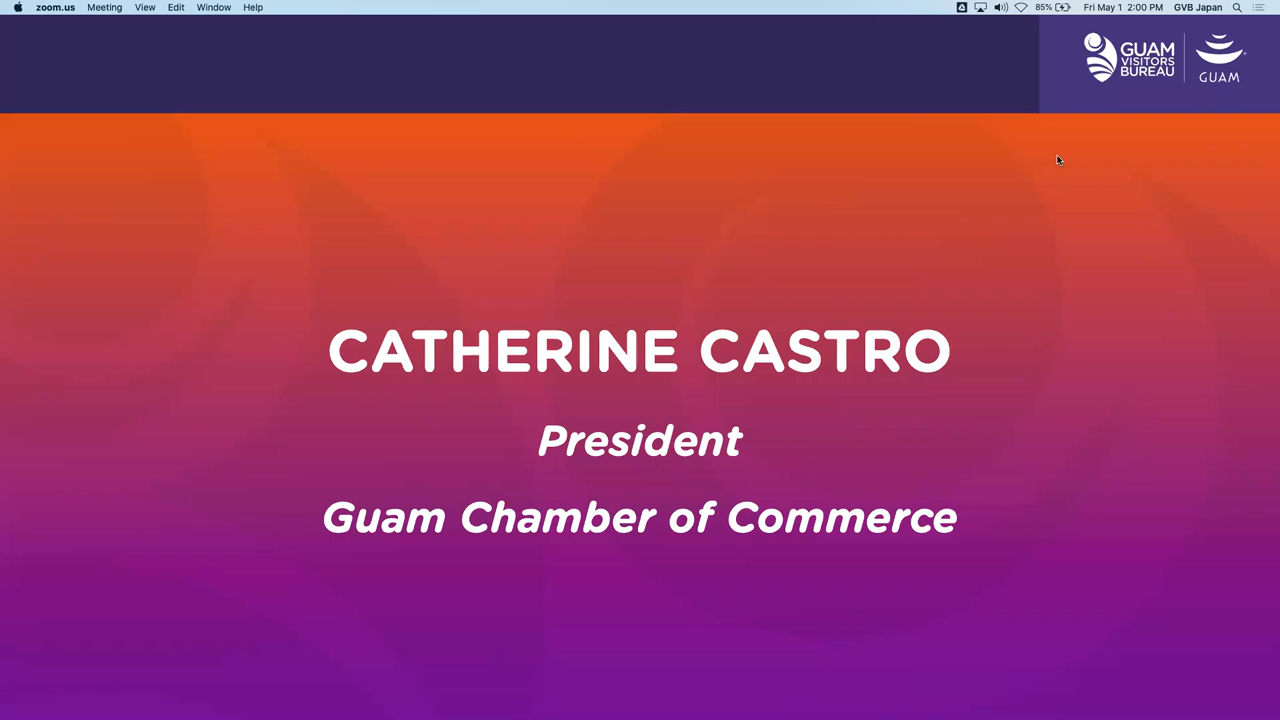 zoom.us Meeting View Edit Window Help 85% Fri May 1 2:00 PM GVB Japan
GUAM
VISITORS
BUREAU
GUAM
CATHERINE CASTRO
President
Guam Chamber of Commerce